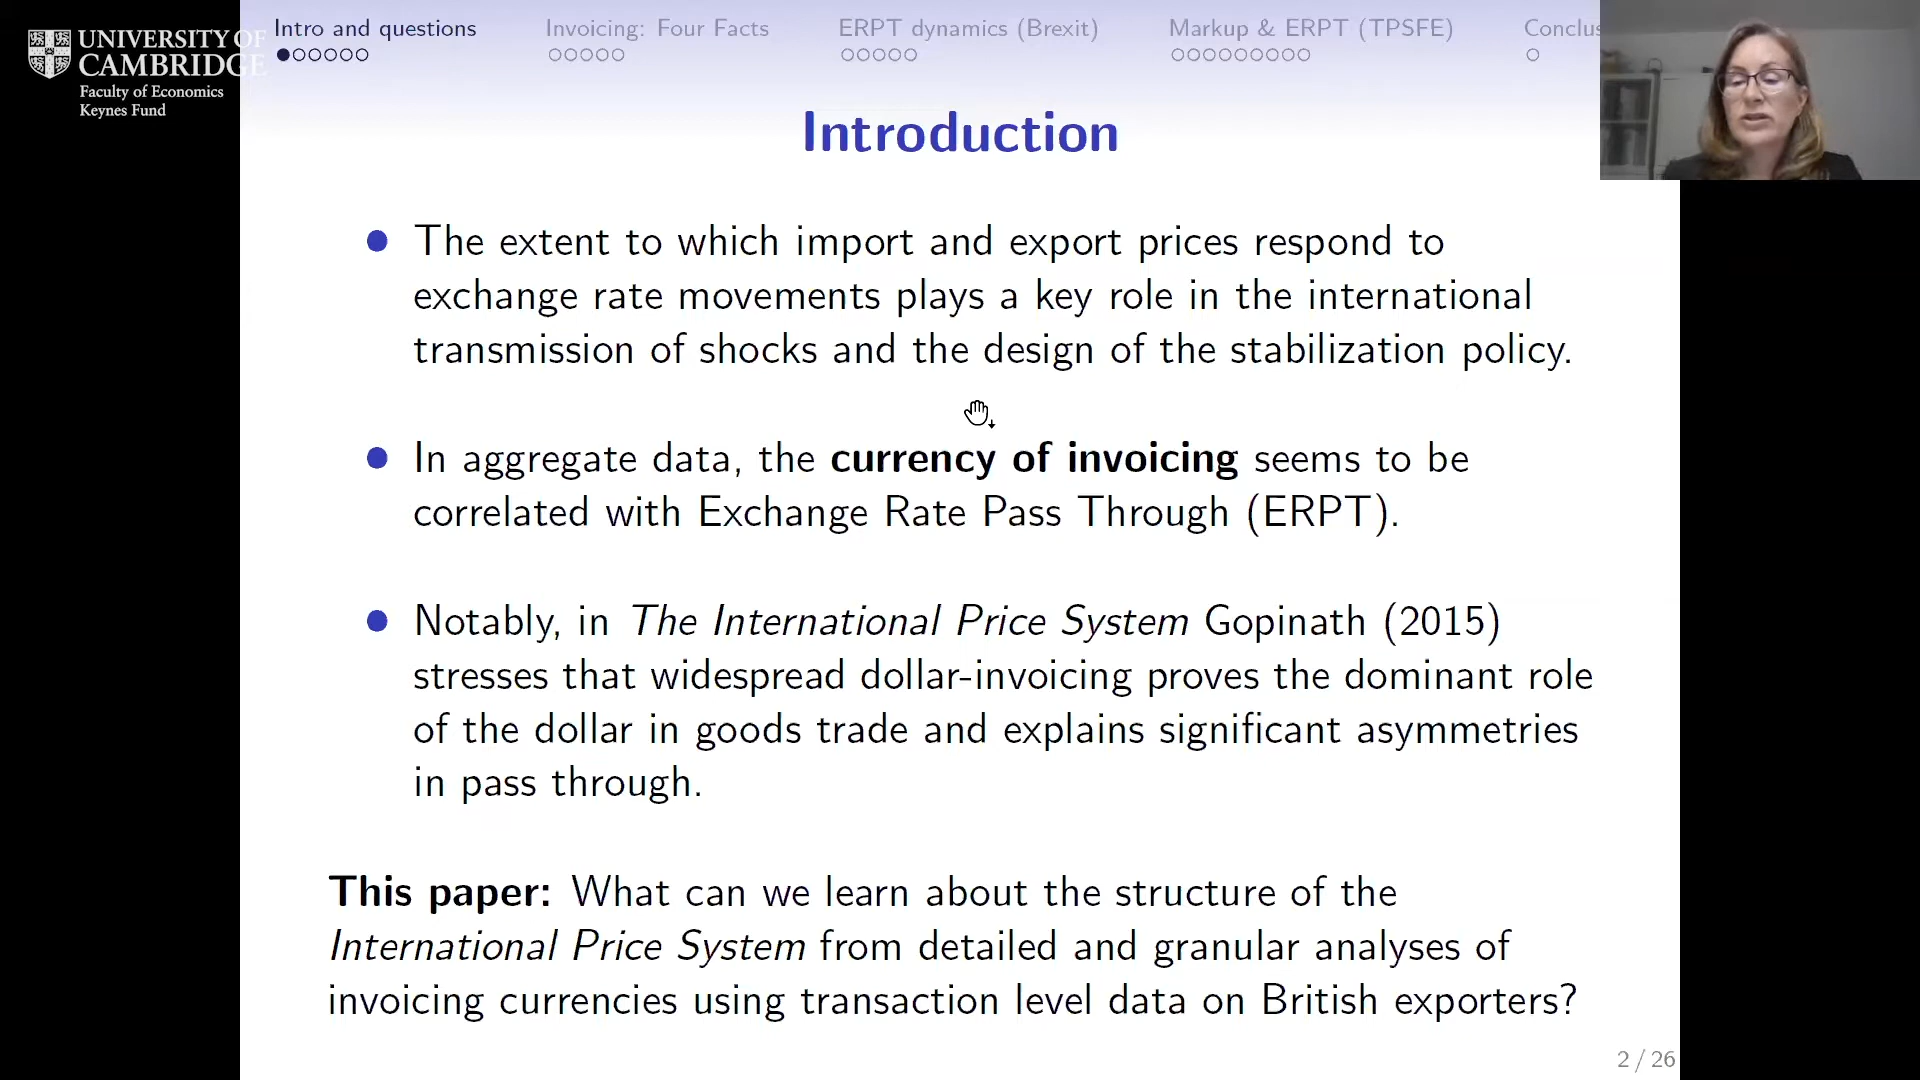 UNIVERSITY OF
CAMBRIDGE
Faculty of Economics
Keynes Fund
Intro and questions
Invoicing: Four Facts
ERPT dynamics (Brexit)
Markup & ERPT (TPSFE)
Conclus
Introduction
The extent to which import and export prices respond to
exchange rate movements plays a key role in the international
transmission of shocks and the design of the stabilization policy.
In aggregate data, the currency of invoicing seems to be
correlated with Exchange Rate Pass Through (ERPT).
Notably, in The International Price System Gopinath (2015)
stresses that widespread dollar-invoicing proves the dominant role
of the dollar in goods trade and explains significant asymmetries
in pass through.
This paper: What can we learn about the structure of the
International Price System from detailed and granular analyses of
invoicing currencies using transaction level data on British exporters?
2 / 26